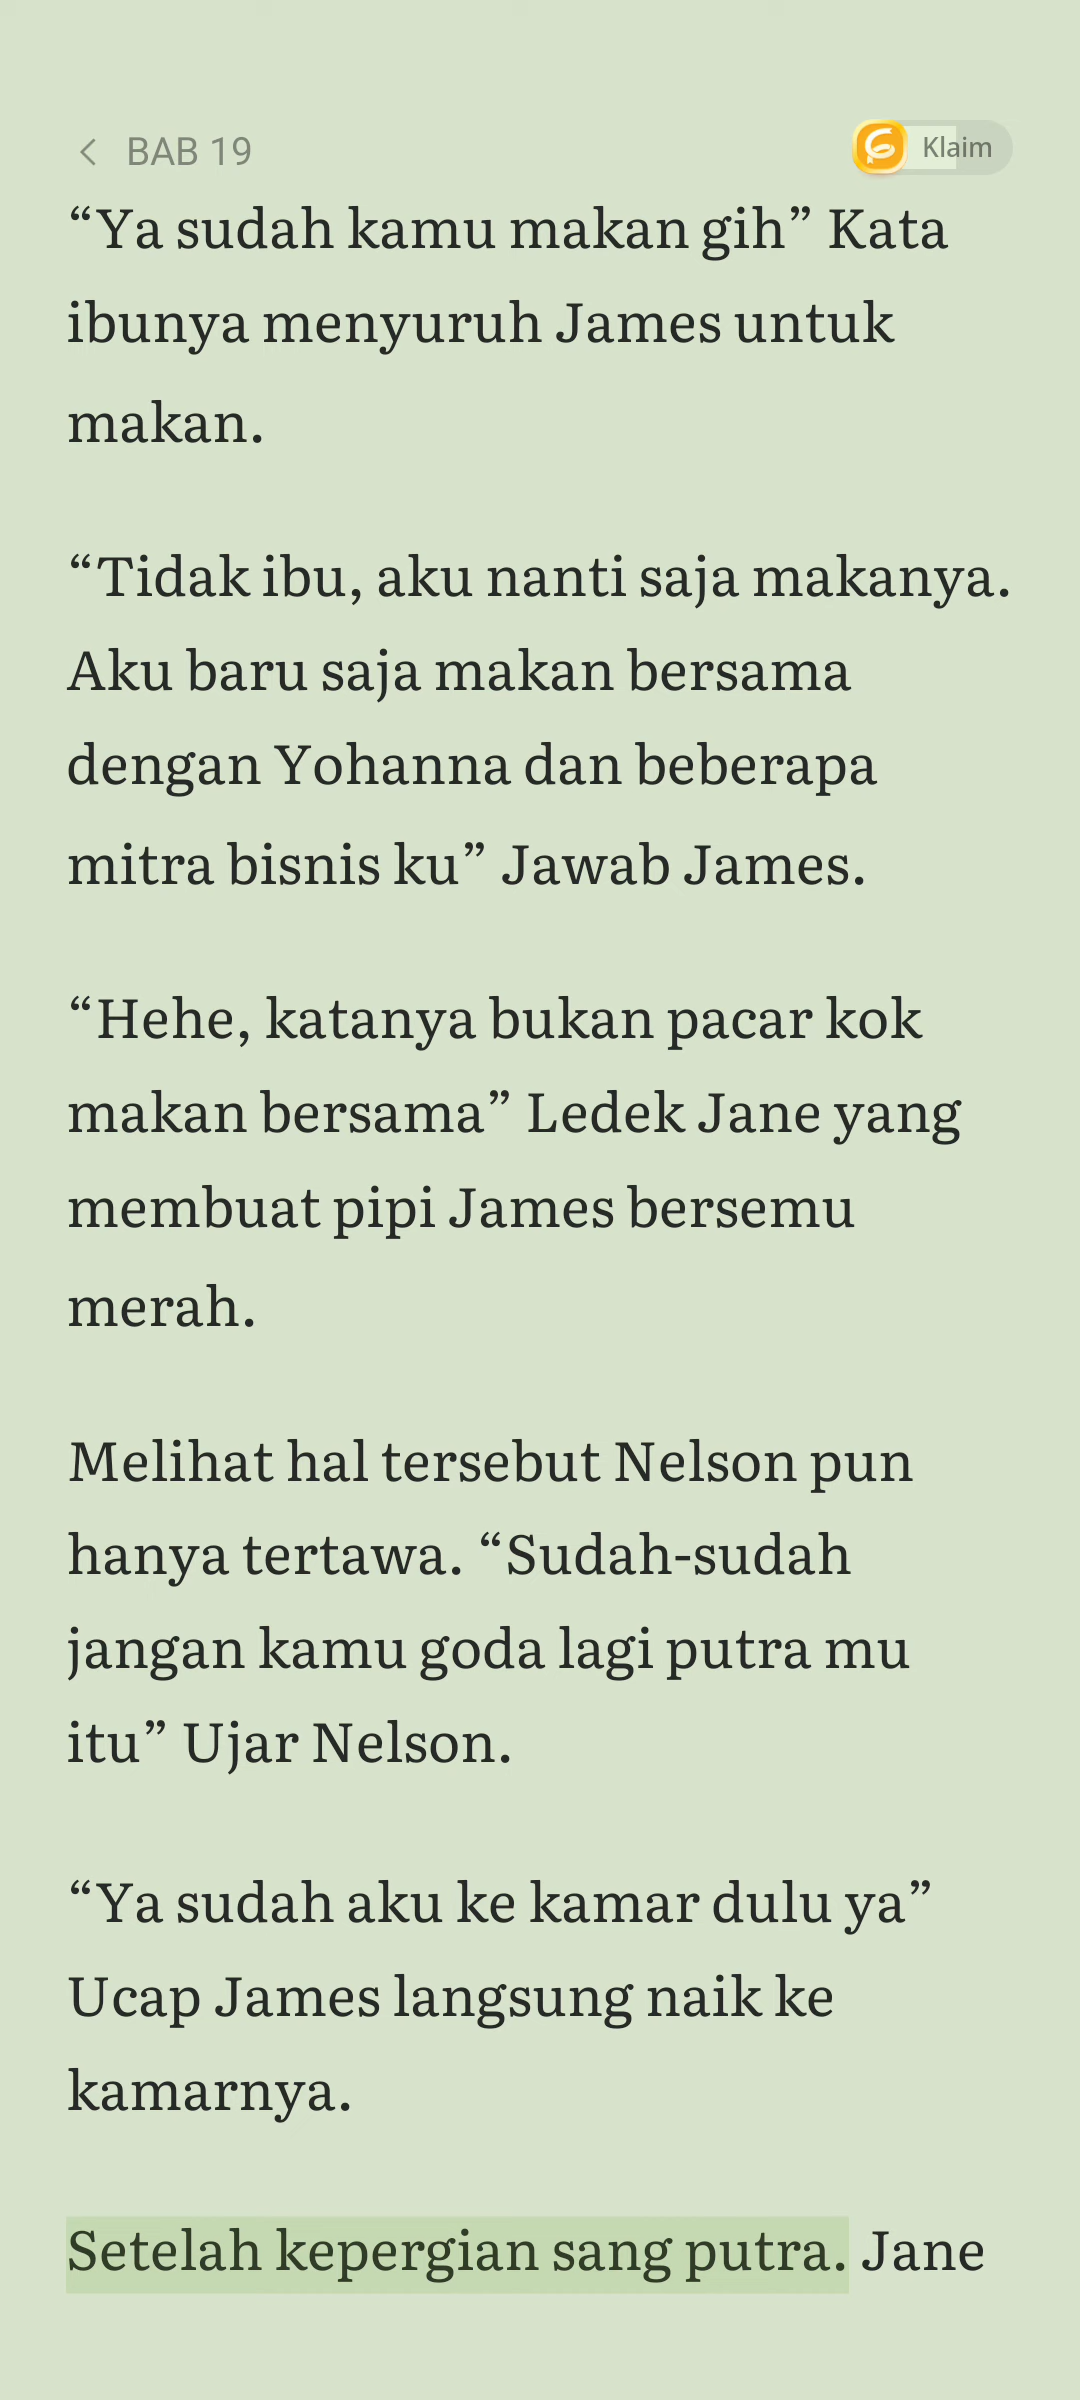 BAB 19
Klaim
“Ya sudah kamu makan gih” Kata
ibunya menyuruh James untuk
makan.
“Tidak ibu, aku nanti saja makanya.
Aku baru saja makan bersama
dengan Yohanna dan beberapa
mitra bisnis ku” Jawab James.
“Hehe, katanya bukan pacar kok
makan bersama” Ledek Jane yang
membuat pipi James bersemu
merah.
Melihat hal tersebut Nelson pun
hanya tertawa. “Sudah-sudah
jangan kamu goda lagi putra mu
itu” Ujar Nelson.
“Ya sudah aku ke kamar dulu ya”
Ucap James langsung naik ke
kamarnya.
Setelah kepergian sang putra. Jane